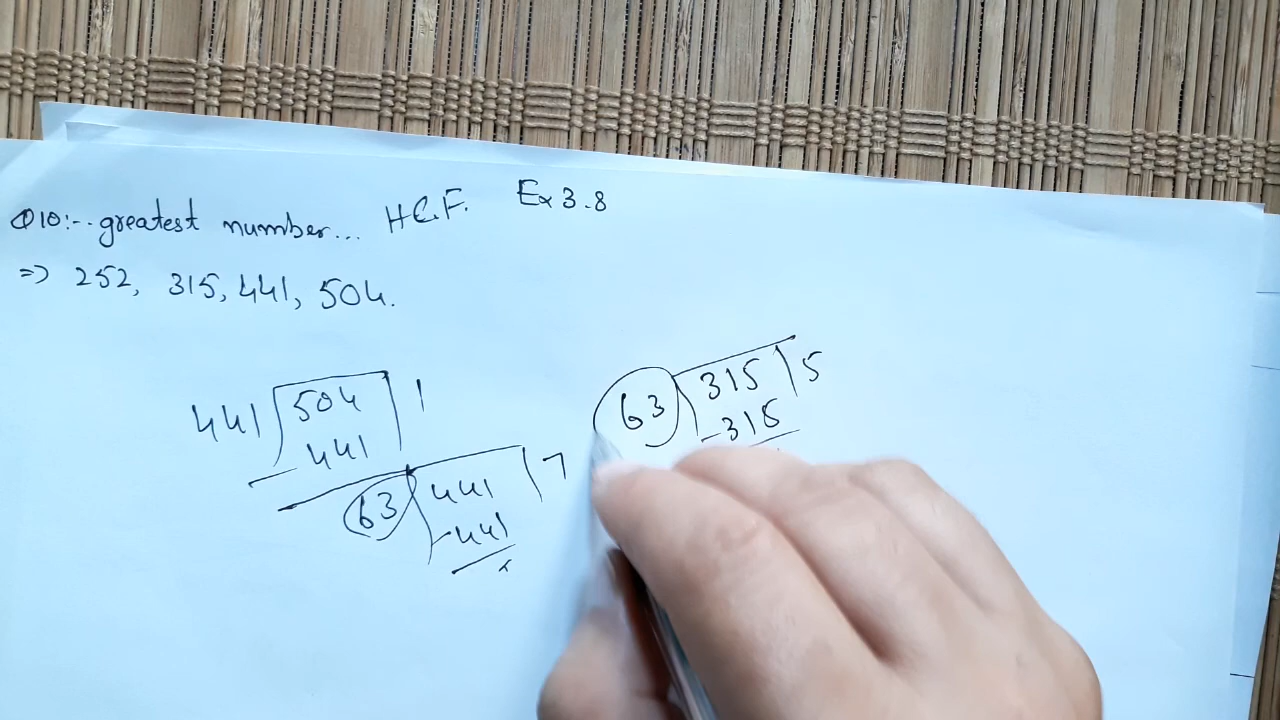 Q10:-. greatest number... H.C.F. Ex 3.8
=> 252, 315, 441, 504.
441 504 1
441
63 441 7
-441
63 315 5
-315